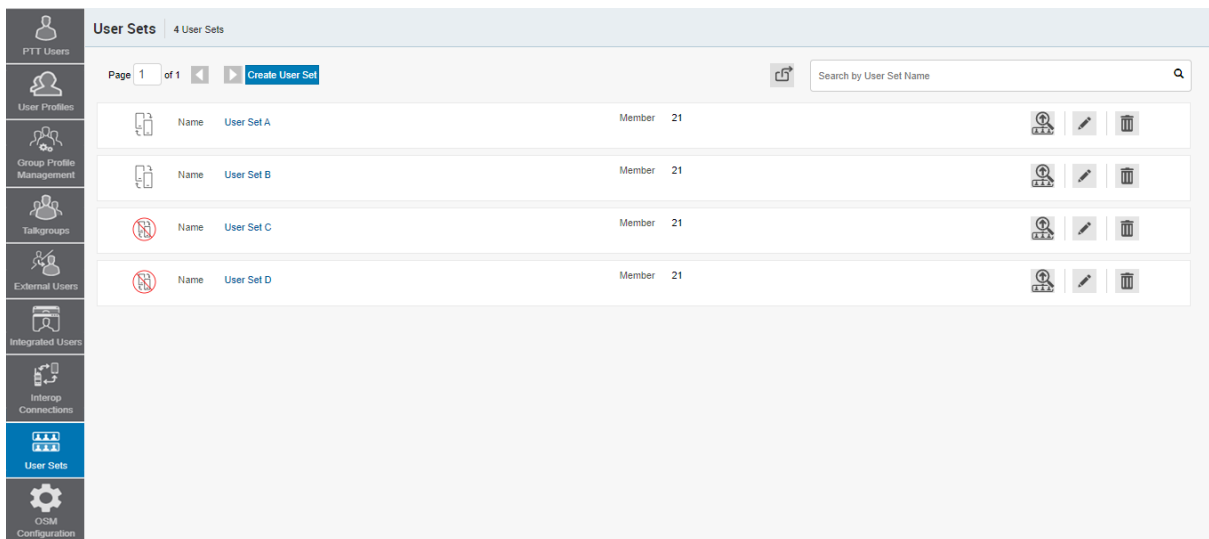 PTT Users
User Profiles
Group Profile
Management
Talkgroups
External Users
Integrated Users
Interop
Connections
User Sets
OSM
Configuration
User Sets 4 User Sets
Page 1 of 1 Create User Set Search by User Set Name
Name User Set A Member 21
Name User Set B Member 21
Name User Set C Member 21
Name User Set D Member 21